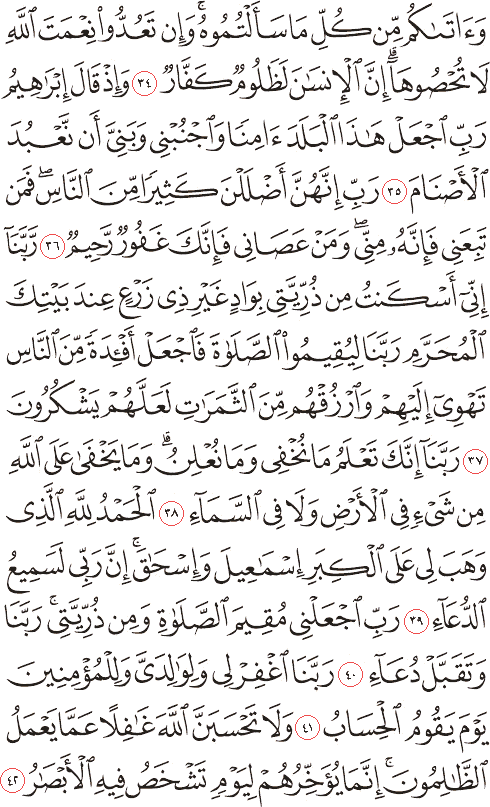 وَءَاتَىٰكُم مِّن كُلِّ مَا سَأَلْتُمُوهُ ۚ وَإِن تَعُدُّوا۟ نِعْمَتَ ٱللَّهِ
لَا تُحْصُوهَآ ۗ إِنَّ ٱلْإِنسَٰنَ لَظَلُومٌ كَفَّارٌ ٣٤ وَإِذْ قَالَ إِبْرَٰهِيمُ
رَبِّ ٱجْعَلْ هَٰذَا ٱلْبَلَدَ ءَامِنًا وَٱجْنُبْنِى وَبَنِىَّ أَن نَّعْبُدَ
ٱلْأَصْنَامَ ٣٥ رَبِّ إِنَّهُنَّ أَضْلَلْنَ كَثِيرًا مِّنَ ٱلنَّاسِ ۖ فَمَن
تَبِعَنِى فَإِنَّهُۥ مِنِّى ۖ وَمَنْ عَصَانِى فَإِنَّكَ غَفُورٌ رَّحِيمٌ ٣٦ رَّبَّنَآ
إِنِّىٓ أَسْكَنتُ مِن ذُرِّيَّتِى بِوَادٍ غَيْرِ ذِى زَرْعٍ عِندَ بَيْتِكَ
ٱلْمُحَرَّمِ رَبَّنَا لِيُقِيمُوا۟ ٱلصَّلَوٰةَ فَٱجْعَلْ أَفْـِٔدَةً مِّنَ ٱلنَّاسِ
تَهْوِىٓ إِلَيْهِمْ وَٱرْزُقْهُم مِّنَ ٱلثَّمَرَٰتِ لَعَلَّهُمْ يَشْكُرُونَ
٣٧ رَبَّنَآ إِنَّكَ تَعْلَمُ مَا نُخْفِى وَمَا نُعْلِنُ ۗ وَمَا يَخْفَىٰ عَلَى ٱللَّهِ
مِن شَىْءٍ فِى ٱلْأَرْضِ وَلَا فِى ٱلسَّمَآءِ ٣٨ ٱلْحَمْدُ لِلَّهِ ٱلَّذِى
وَهَبَ لِى عَلَى ٱلْكِبَرِ إِسْمَٰعِيلَ وَإِسْحَٰقَ ۚ إِنَّ رَبِّى لَسَمِيعُ
ٱلدُّعَآءِ ٣٩ رَبِّ ٱجْعَلْنِى مُقِيمَ ٱلصَّلَوٰةِ وَمِن ذُرِّيَّتِى ۚ رَبَّنَا
وَتَقَبَّلْ دُعَآءِ ٤٠ رَبَّنَا ٱغْفِرْ لِى وَلِوَٰلِدَىَّ وَلِلْمُؤْمِنِينَ
يَوْمَ يَقُومُ ٱلْحِسَابُ ٤١ وَلَا تَحْسَبَنَّ ٱللَّهَ غَٰفِلًا عَمَّا يَعْمَلُ
ٱلظَّٰلِمُونَ ۚ إِنَّمَا يُؤَخِّرُهُمْ لِيَوْمٍ تَشْخَصُ فِيهِ ٱلْأَبْصَٰرُ ٤٢